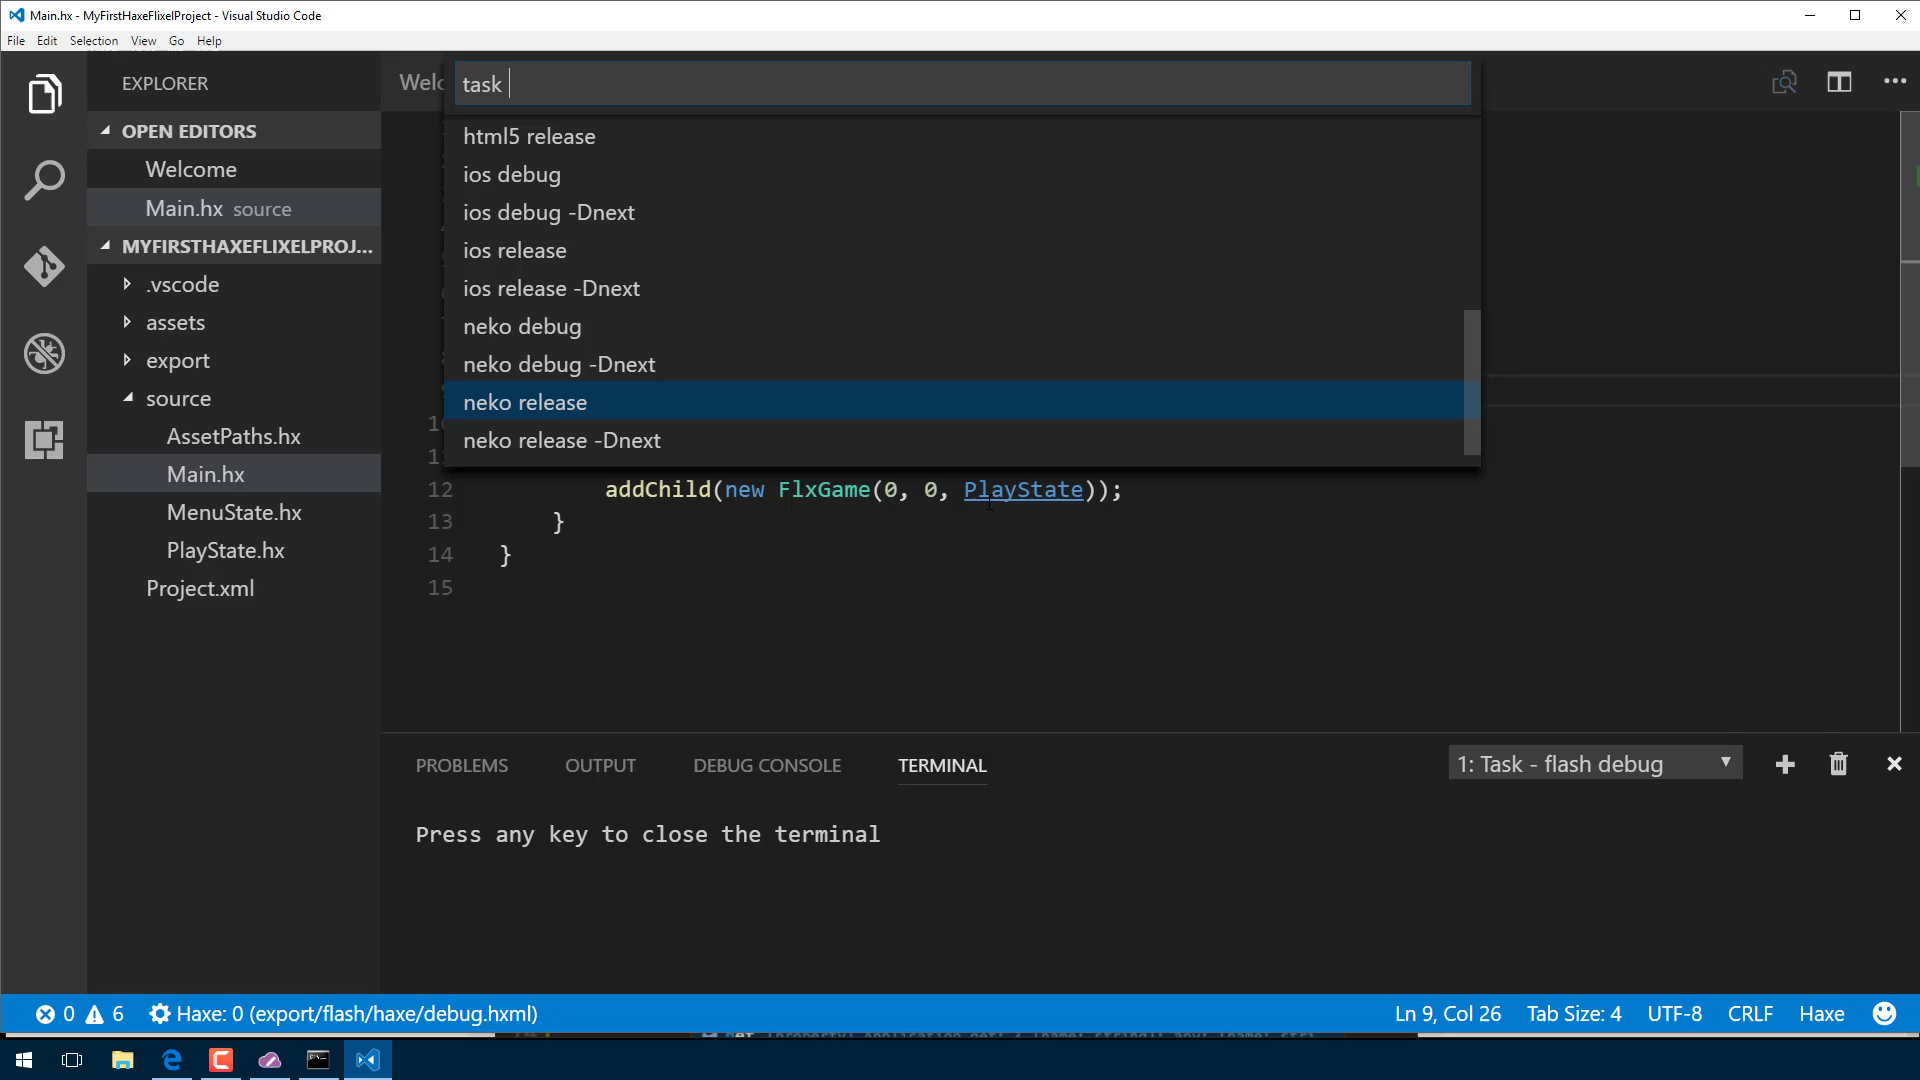 Main.hx - MyFirstHaxeFlixelProject - Visual Studio Code
File Edit Selection View Go Help
EXPLORER
OPEN EDITORS
Welcome
Main.hx source
MYFIRSTHAXEFLIXELPROJ...
.vscode
assets
export
source
AssetPaths.hx
Main.hx
MenuState.hx
PlayState.hx
Project.xml
Welc
task
html5 release
ios debug
ios debug -Dnext
ios release
ios release -Dnext
neko debug
neko debug -Dnext
neko release
neko release -Dnext
12 addChild(new FlxGame(0, 0, PlayState));
13 }
14 }
15
PROBLEMS OUTPUT DEBUG CONSOLE TERMINAL 1: Task - flash debug
Press any key to close the terminal
0 6 Haxe: 0 (export/flash/haxe/debug.hxml) Ln 9, Col 26 Tab Size: 4 UTF-8 CRLF Haxe